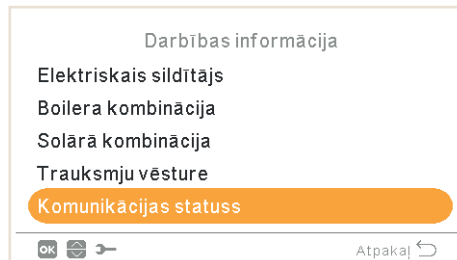 Darbības informācija
Elektriskais sildītājs
Boilera kombinācija
Solārā kombinācija
Trauksmju vēsture
Komunikācijas statuss
OK Atpakaļ